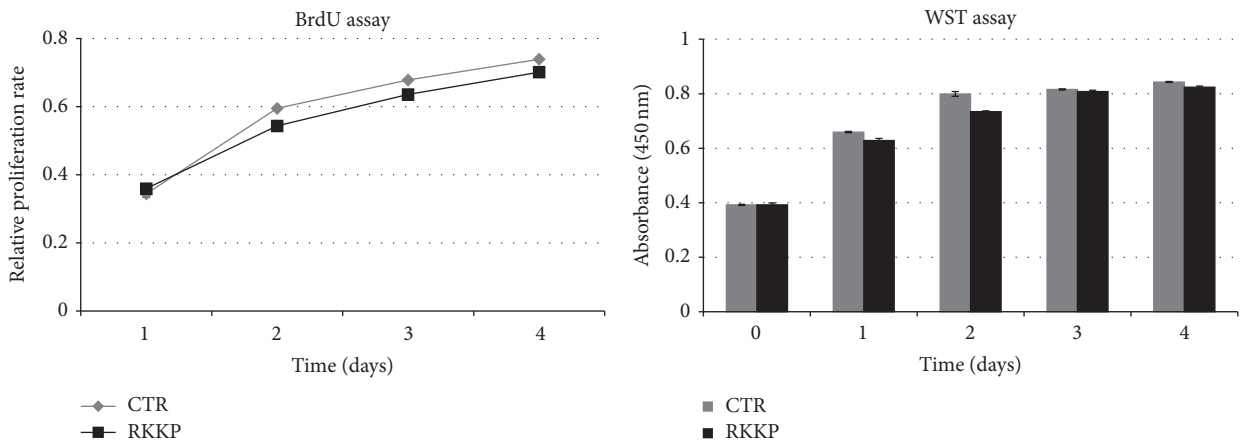 BrdU assay
Relative proliferation rate
0.8
0.6
0.4
0.2
0
1 2 3 4
Time (days)
CTR
RKKP
WST assay
Absorbance (450 nm)
1
0.8
0.6
0.4
0.2
0
0 1 2 3 4
Time (days)
CTR
RKKP